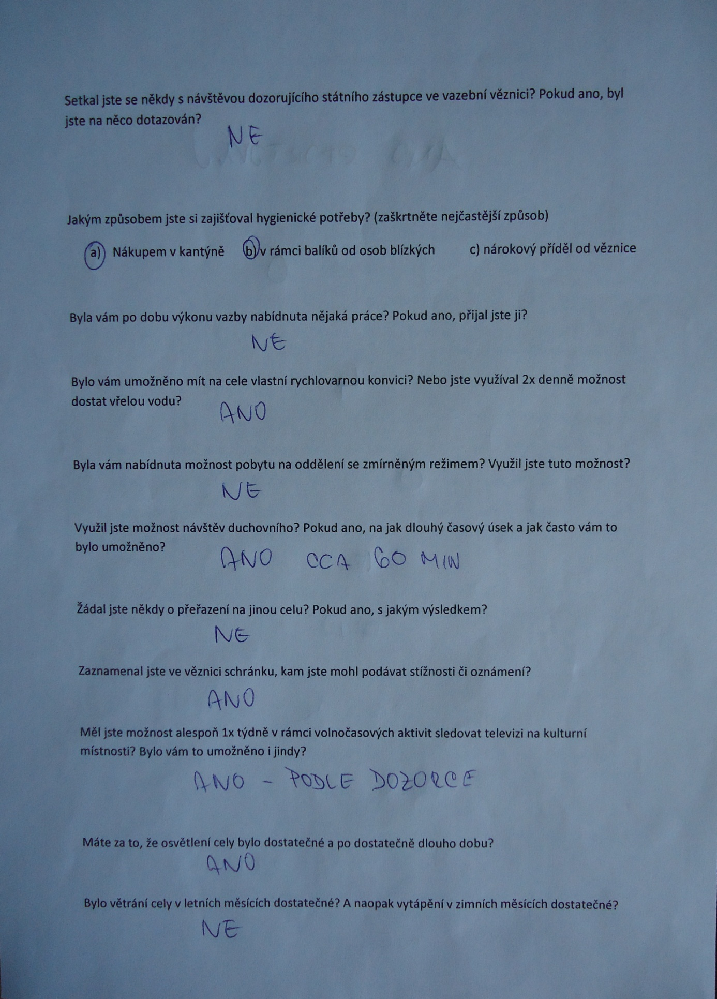 Setkal jste se někdy s návštěvou dozorujícího státního zástupce ve vazební věznici? Pokud ano, byl
jste na něco dotazován?
NE
Jakým způsobem jste si zajišťoval hygienické potřeby? (zaškrtněte nejčastější způsob)
a) Nákupem v kantýně b) v rámci balíků od osob blízkých c) nárokový příděl od věznice
Byla vám po dobu výkonu vazby nabídnuta nějaká práce? Pokud ano, přijal jste ji?
NE
Bylo vám umožněno mít na cele vlastní rychlovarnou konvici? Nebo jste využíval 2x denně možnost
dostat vřelou vodu?
ANO
Byla vám nabídnuta možnost pobytu na oddělení se zmírněným režimem? Využil jste tuto možnost?
NE
Využil jste možnost návštěv duchovního? Pokud ano, na jak dlouhý časový úsek a jak často vám to
bylo umožněno?
ANO CCA 60 MIN
Žádal jste někdy o přeřazení na jinou celu? Pokud ano, s jakým výsledkem?
NE
Zaznamenal jste ve věznici schránku, kam jste mohl podávat stížnosti či oznámení?
ANO
Měl jste možnost alespoň 1x týdně v rámci volnočasových aktivit sledovat televizi na kulturní
místnosti? Bylo vám to umožněno i jindy?
ANO - PODLE DOZORCE
Máte za to, že osvětlení cely bylo dostatečné a po dostatečně dlouho dobu?
ANO
Bylo větrání cely v letních měsících dostatečné? A naopak vytápění v zimních měsících dostatečné?
NE